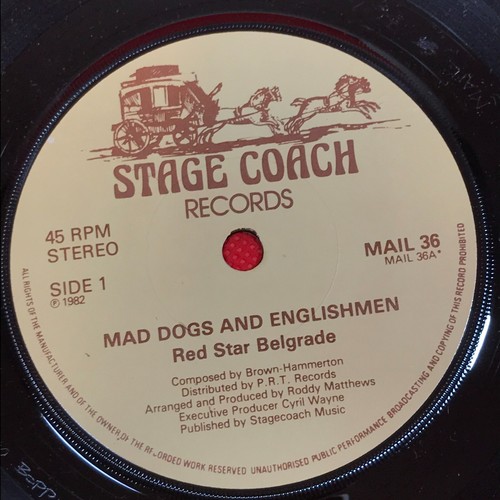 STAGE COACH
RECORDS
45 RPM
STEREO
SIDE 1
Ⓟ 1982
MAIL 36
MAIL 36A*
MAD DOGS AND ENGLISHMEN
Red Star Belgrade
Composed by Brown-Hammerton
Distributed by P.R.T. Records
Arranged and Produced by Roddy Matthews
Executive Producer Cyril Wayne
Published by Stagecoach Music
ALL RIGHTS OF THE MANUFACTURER AND OF THE OWNER OF THE RECORDED WORK RESERVED UNAUTHORISED PUBLIC PERFORMANCE BROADCASTING AND COPYING OF THIS RECORD PROHIBITED